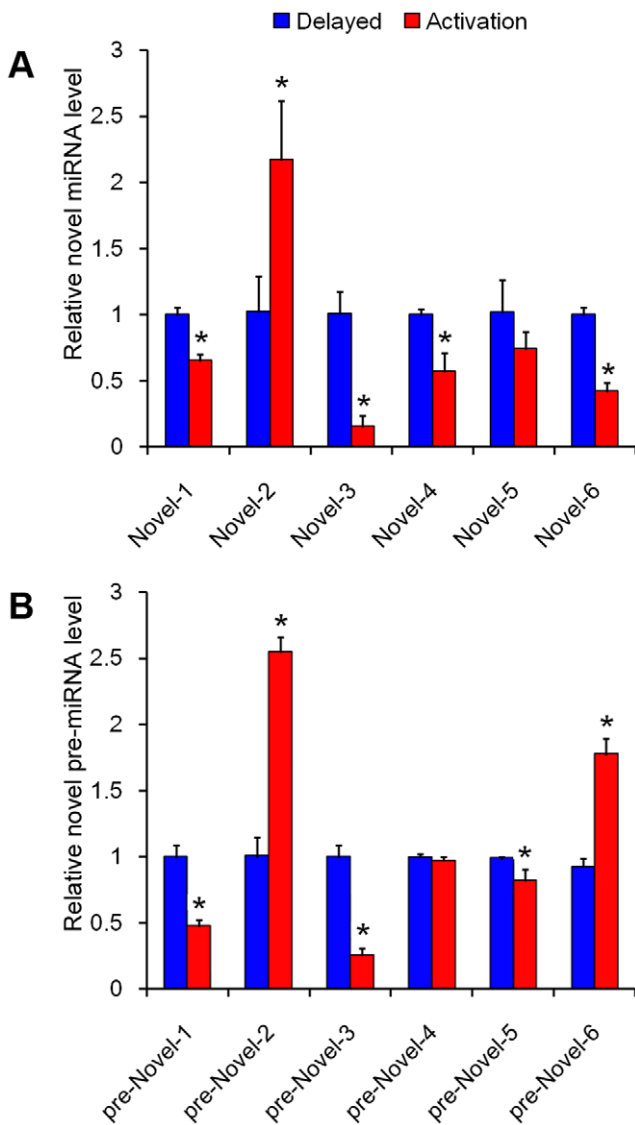 Delayed Activation
A
Relative novel miRNA level
3
2.5
2
1.5
1
0.5
0
* * * * *
Novel-1 Novel-2 Novel-3 Novel-4 Novel-5 Novel-6
B
Relative novel pre-miRNA level
3
2.5
2
1.5
1
0.5
0
* * * * *
pre-Novel-1 pre-Novel-2 pre-Novel-3 pre-Novel-4 pre-Novel-5 pre-Novel-6